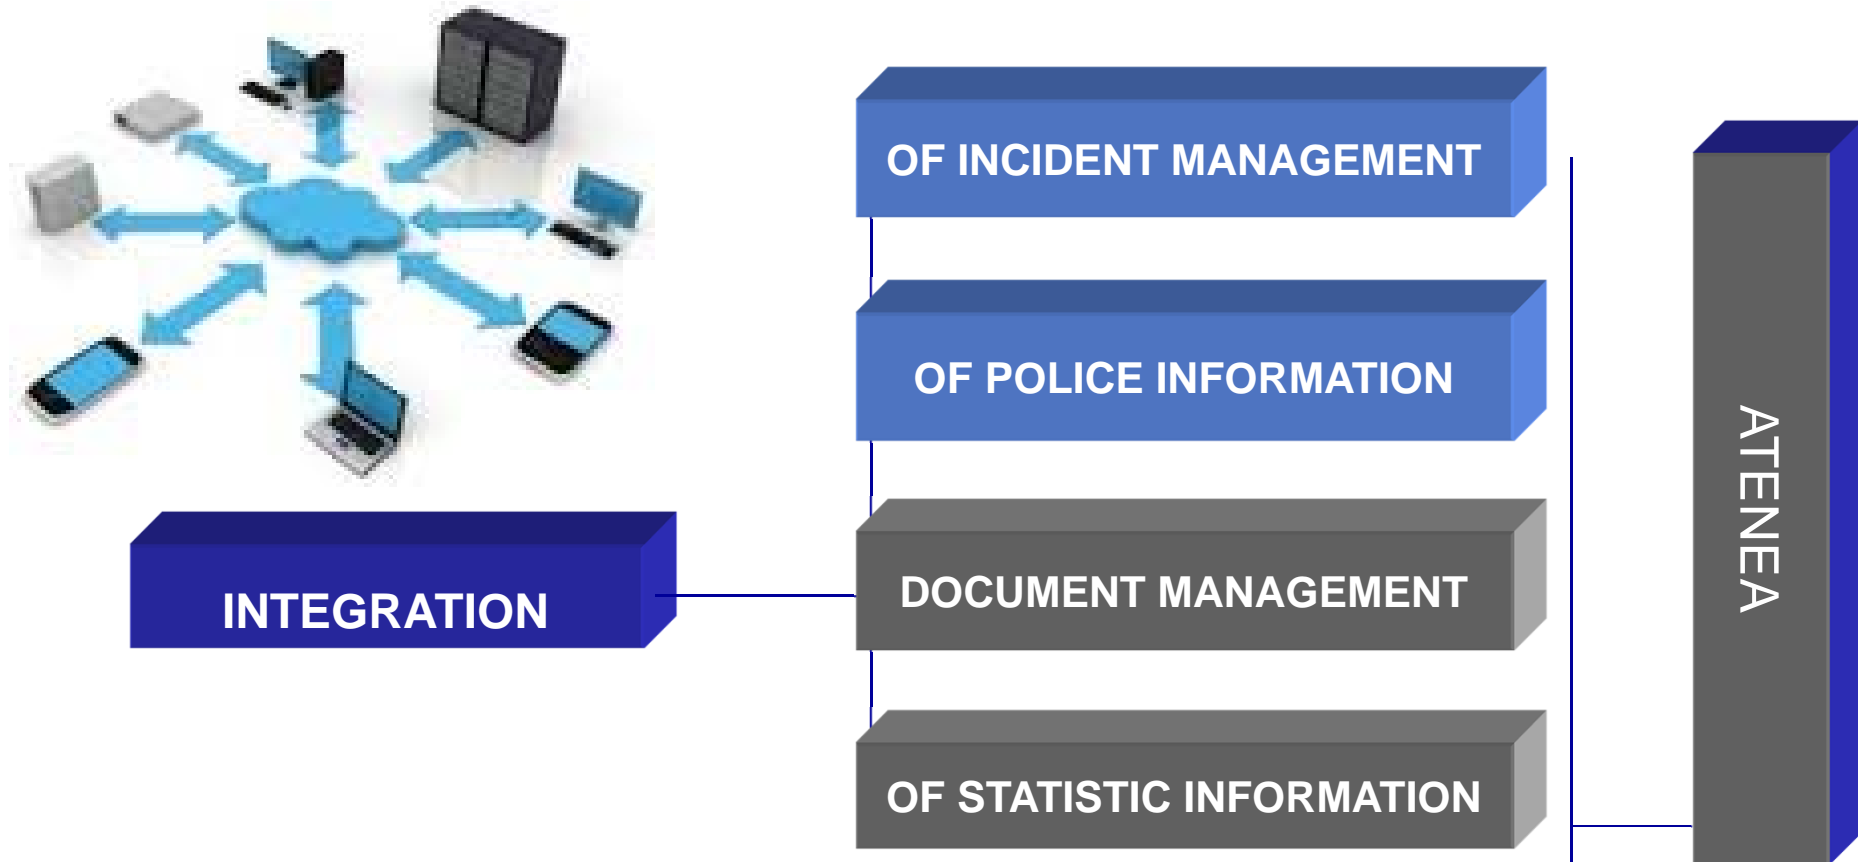 OF INCIDENT MANAGEMENT
OF POLICE INFORMATION
INTEGRATION
DOCUMENT MANAGEMENT
OF STATISTIC INFORMATION
ATENEA